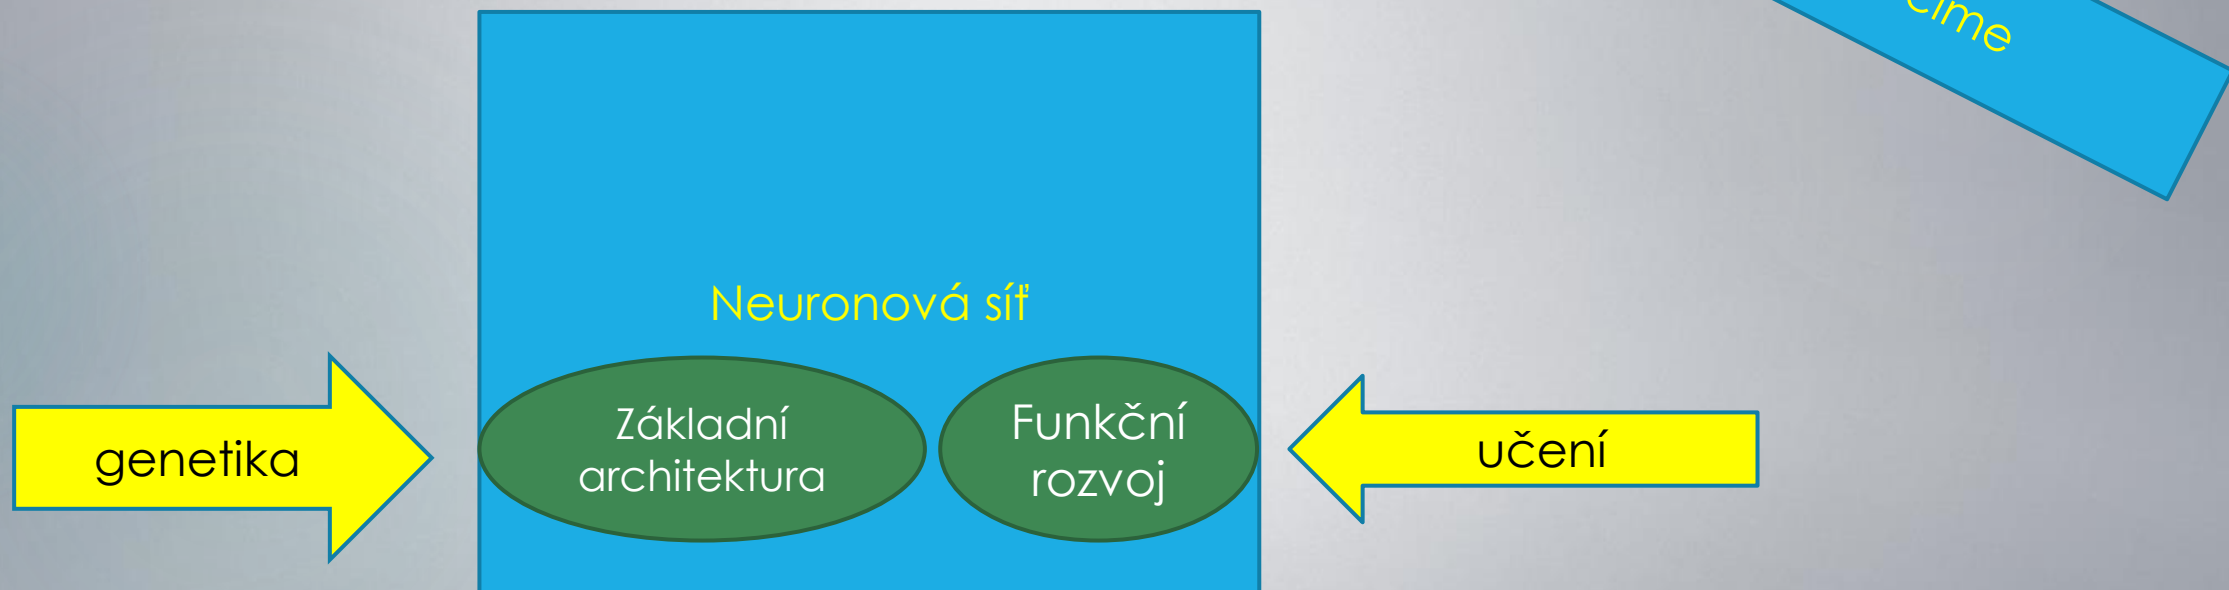 Neuronová síť
genetika
Základní
architektura
Funkční
rozvoj
učení